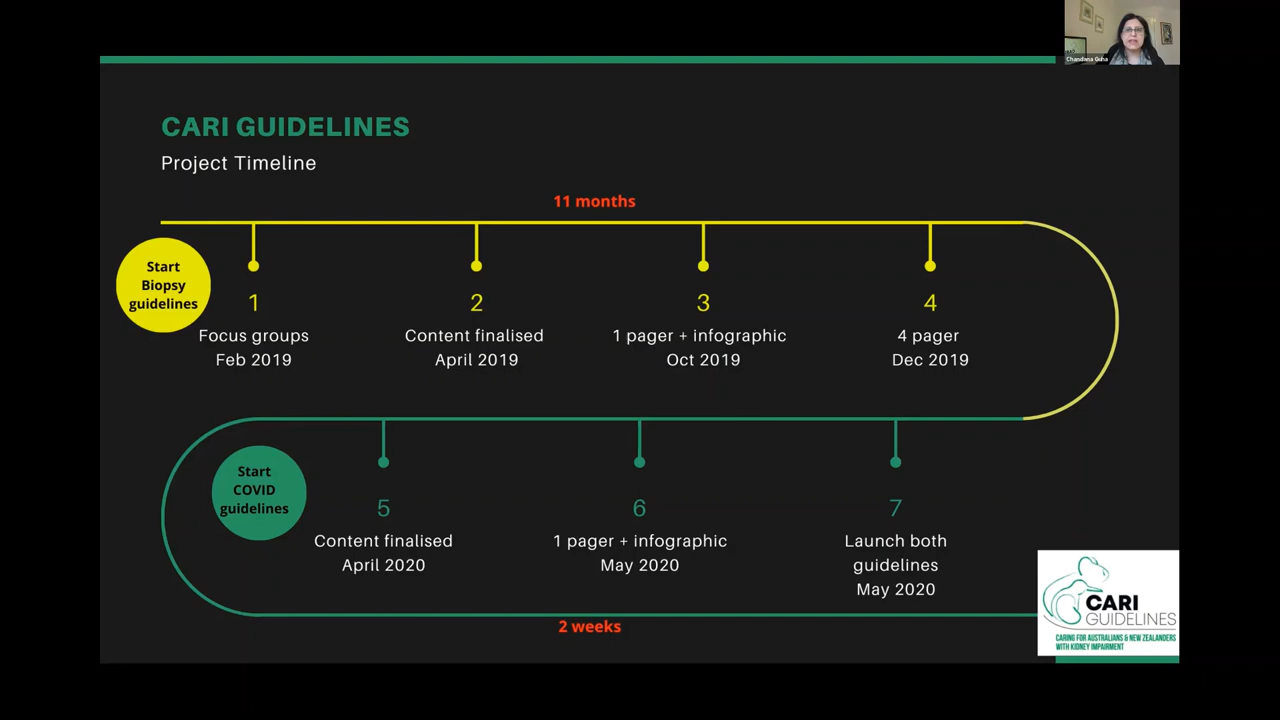 Chandana Guha
CARI GUIDELINES
Project Timeline
11 months
Start
Biopsy
guidelines
1
Focus groups
Feb 2019
2
Content finalised
April 2019
3
1 pager + infographic
Oct 2019
4
4 pager
Dec 2019
Start
COVID
guidelines
5
Content finalised
April 2020
6
1 pager + infographic
May 2020
7
Launch both
guidelines
May 2020
2 weeks
CARI
GUIDELINES
CARING FOR AUSTRALIANS & NEW ZEALANDERS
WITH KIDNEY IMPAIRMENT